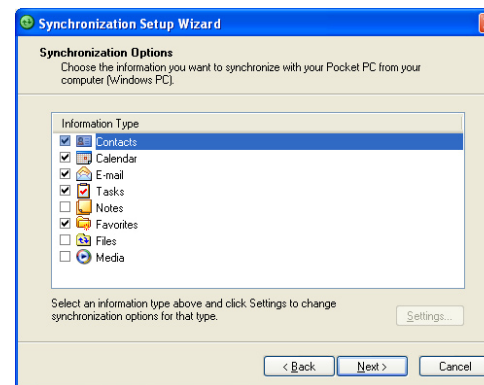 Synchronization Setup Wizard
Synchronization Options
Choose the information you want to synchronize with your Pocket PC from your
computer (Windows PC).
Information Type
Contacts
Calendar
E-mail
Tasks
Notes
Favorites
Files
Media
Select an information type above and click Settings to change
synchronization options for that type.
Settings...
< Back
Next >
Cancel